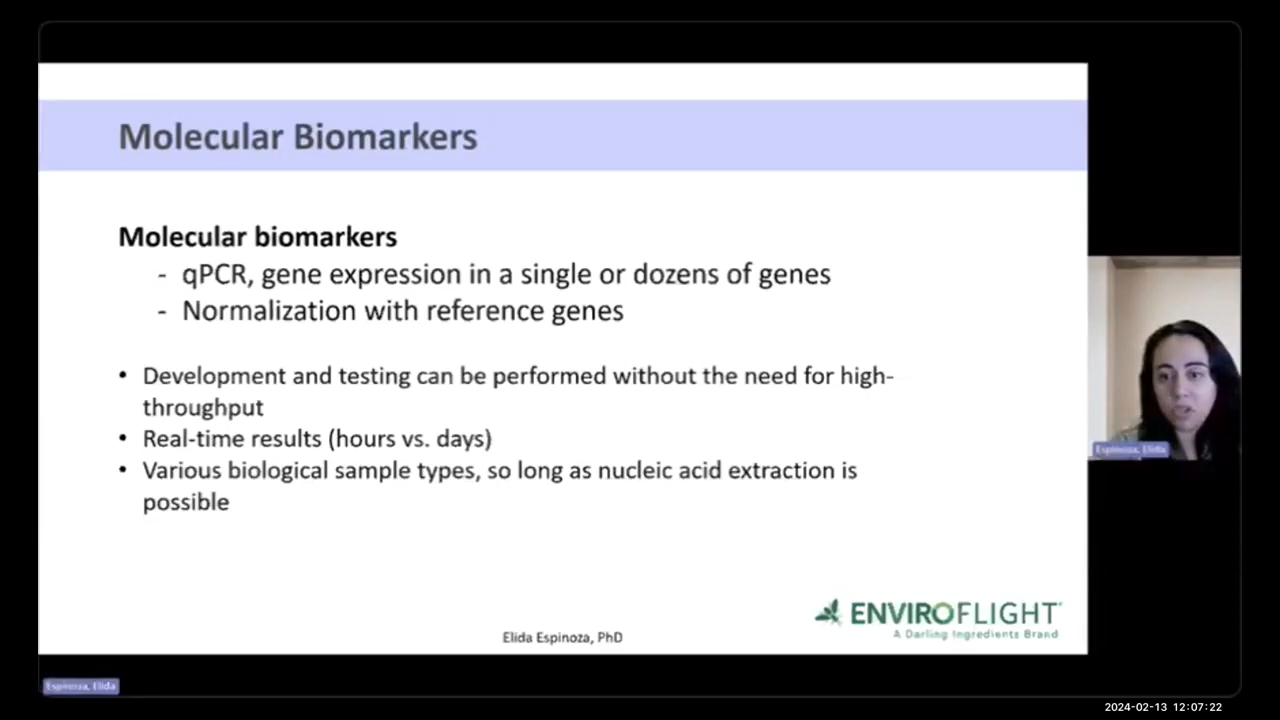 Molecular Biomarkers
Molecular biomarkers
- qPCR, gene expression in a single or dozens of genes
- Normalization with reference genes
• Development and testing can be performed without the need for high-
throughput
• Real-time results (hours vs. days)
• Various biological sample types, so long as nucleic acid extraction is
possible
ENVIROFLIGHT
A Darling Ingredients Brand
Elida Espinoza, PhD
Espinoza, Elida
Espinoza, Elida
2024-02-13 12:07:22